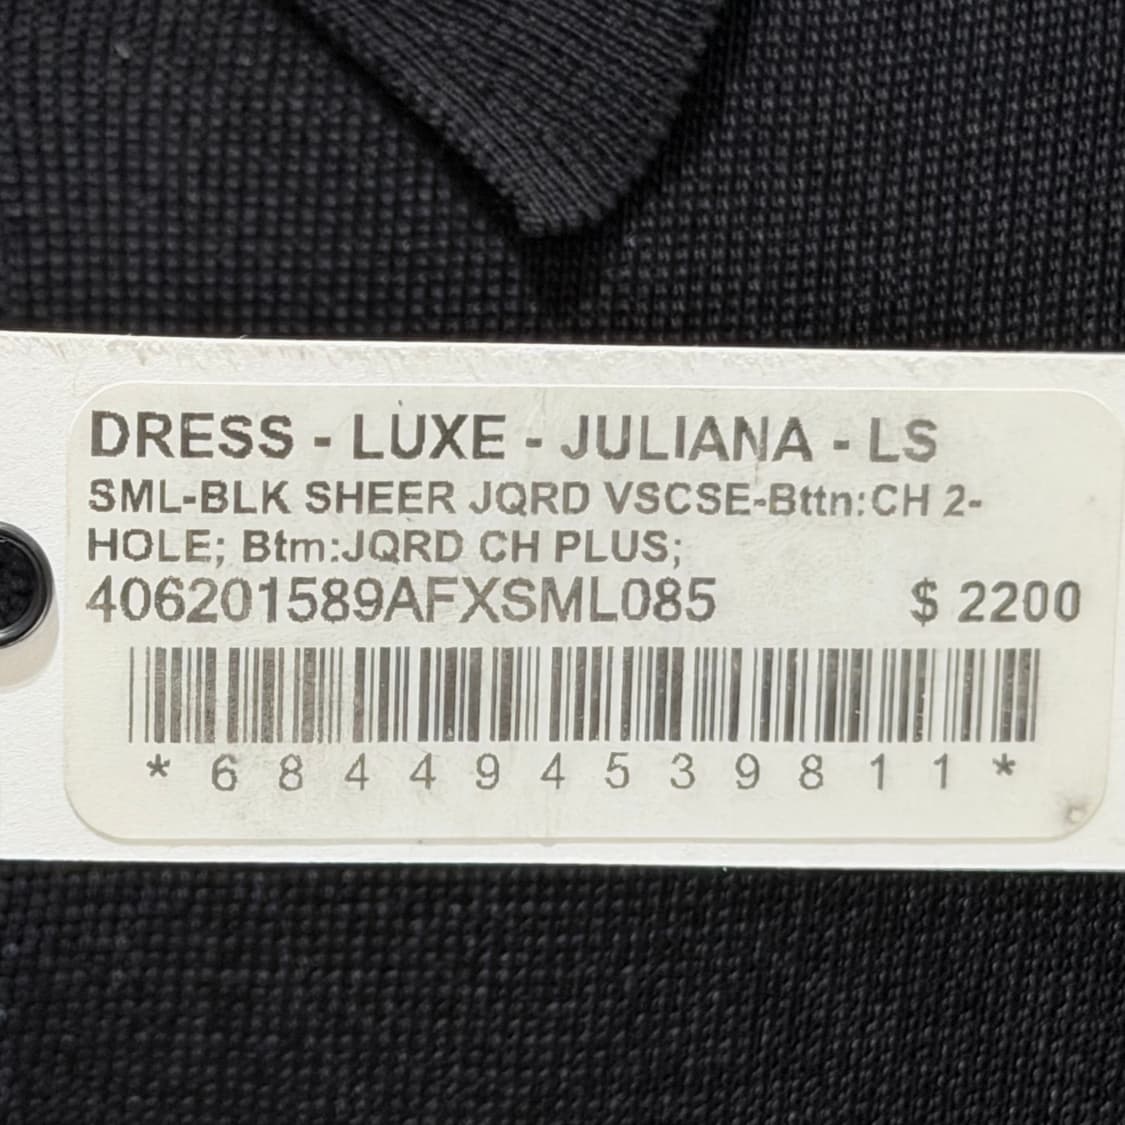 DRESS - LUXE - JULIANA - LS
SML-BLK SHEER JQRD VSCSE-Bttn:CH 2-
HOLE; Btm:JQRD CH PLUS;
406201589AFXSML085 $ 2200
* 6 8 4 4 9 4 5 3 9 8 1 1 *